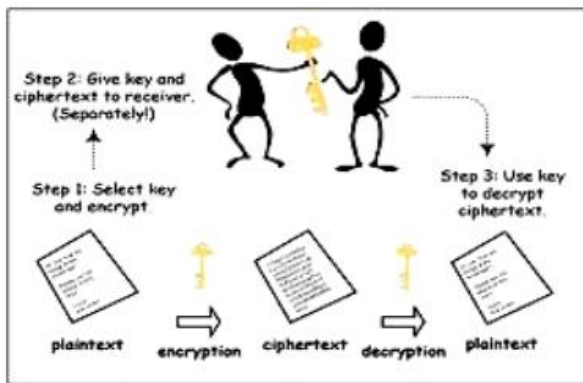 Step 2: Give key and
ciphertext to receiver.
(Separately!)
Step 1: Select key
and encrypt.
Step 3: Use key
to decrypt
ciphertext.
plaintext
encryption
ciphertext
decryption
plaintext